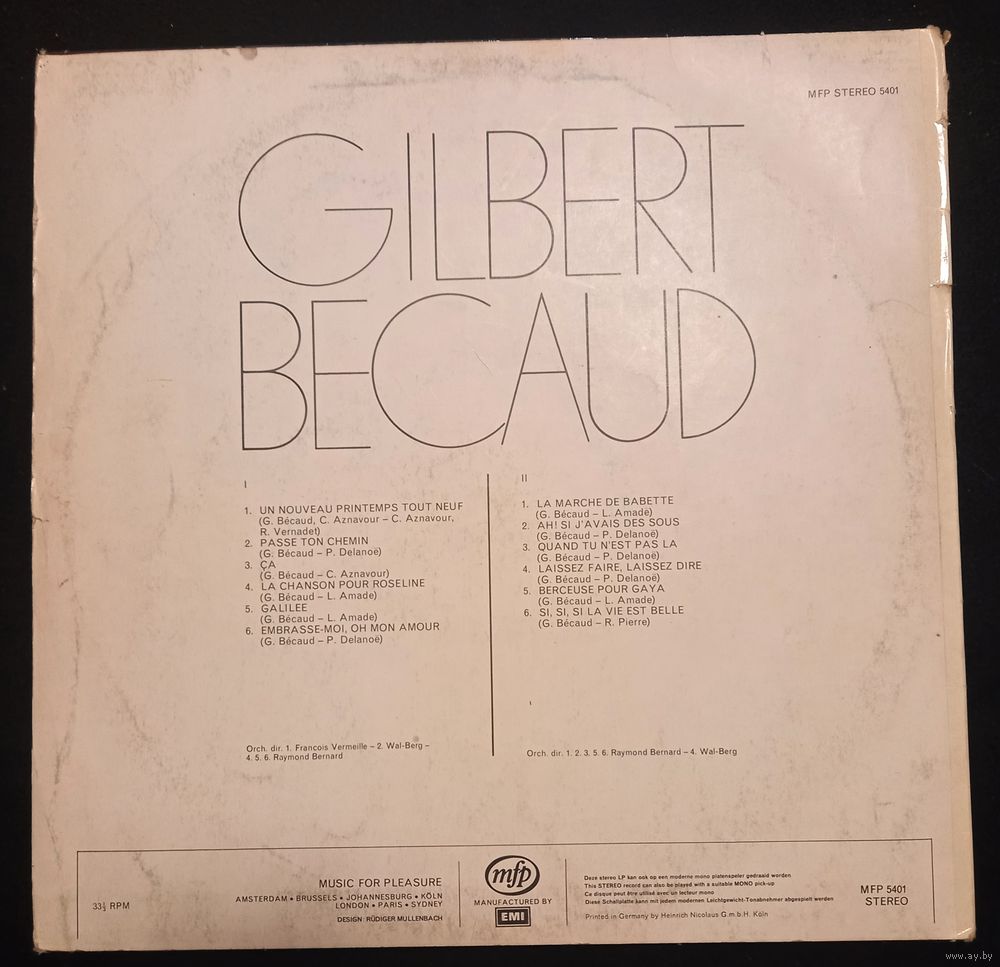 MFP STEREO 5401
GILBERT
BECAUD
I
1. UN NOUVEAU PRINTEMPS TOUT NEUF
(G. Bécaud, C. Aznavour – C. Aznavour,
R. Vernadet)
2. PASSE TON CHEMIN
(G. Bécaud – P. Delanoë)
3. ÇA
(G. Bécaud – C. Aznavour)
4. LA CHANSON POUR ROSELINE
(G. Bécaud – L. Amade)
5. GALILEE
(G. Bécaud – L. Amade)
6. EMBRASSE-MOI, OH MON AMOUR
(G. Bécaud – P. Delanoë)
Orch. dir. 1. Francois Vermeille – 2. Wal-Berg –
4. 5. 6. Raymond Bernard
II
1. LA MARCHE DE BABETTE
(G. Bécaud – L. Amadé)
2. AH! SI J'AVAIS DES SOUS
(G. Bécaud – P. Delanoë)
3. QUAND TU N'EST PAS LA
(G. Bécaud – P. Delanoë)
4. LAISSEZ FAIRE, LAISSEZ DIRE
(G. Bécaud – P. Delanoë)
5. BERCEUSE POUR GAYA
(G. Bécaud – L. Amade)
6. SI, SI, SI LA VIE EST BELLE
(G. Bécaud – R. Pierre)
Orch. dir. 1. 2. 3. 5. 6. Raymond Bernard – 4. Wal-Berg
33⅓ RPM
MUSIC FOR PLEASURE
AMSTERDAM • BRUSSELS • JOHANNESBURG • KÖLN
LONDON • PARIS • SYDNEY
DESIGN: RÜDIGER MULLENBACH
mfp
MANUFACTURED BY
EMI
Deze stereo LP kan ook op een moderne mono platenspeler gedraaid worden
This STEREO record can also be played with a suitable MONO pick-up
Ca disque peut être utilisé avec un lecteur mono
Diese Schallplatte kann mit jedem modernen Leichtgewicht-Tonabnehmer abgespielt werden
Printed in Germany by Heinrich Nicolaus G.m.b.H. Köln
MFP 5401
STEREO
www.ay.by